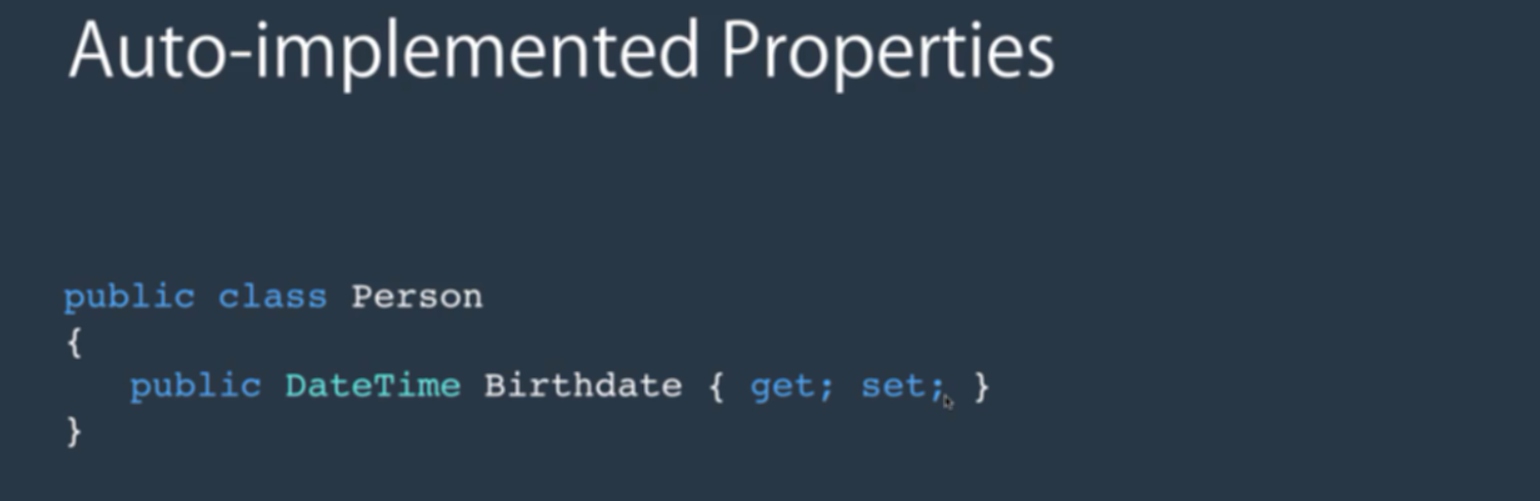 Auto-implemented Properties
public class Person
{
   public DateTime Birthdate { get; set; }
}